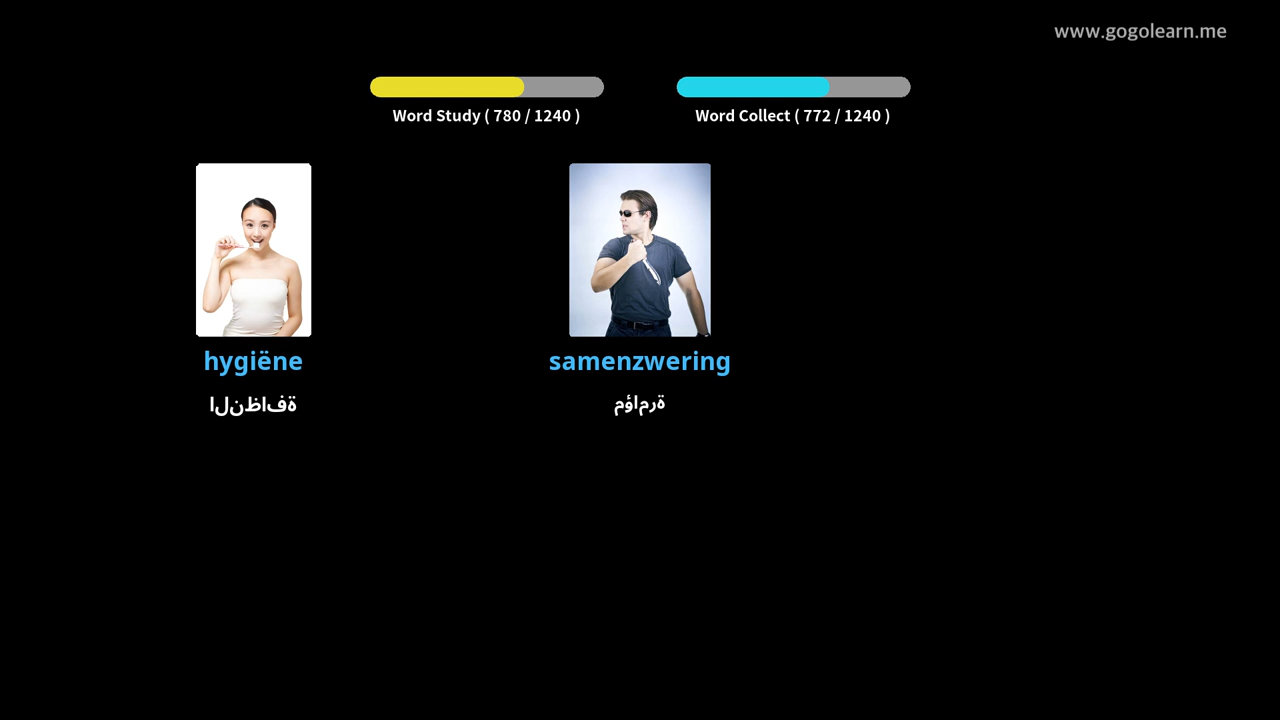 www.gogolearn.me
Word Study ( 780 / 1240 )
Word Collect ( 772 / 1240 )
hygiëne
النظافة
samenzwering
مؤامرة